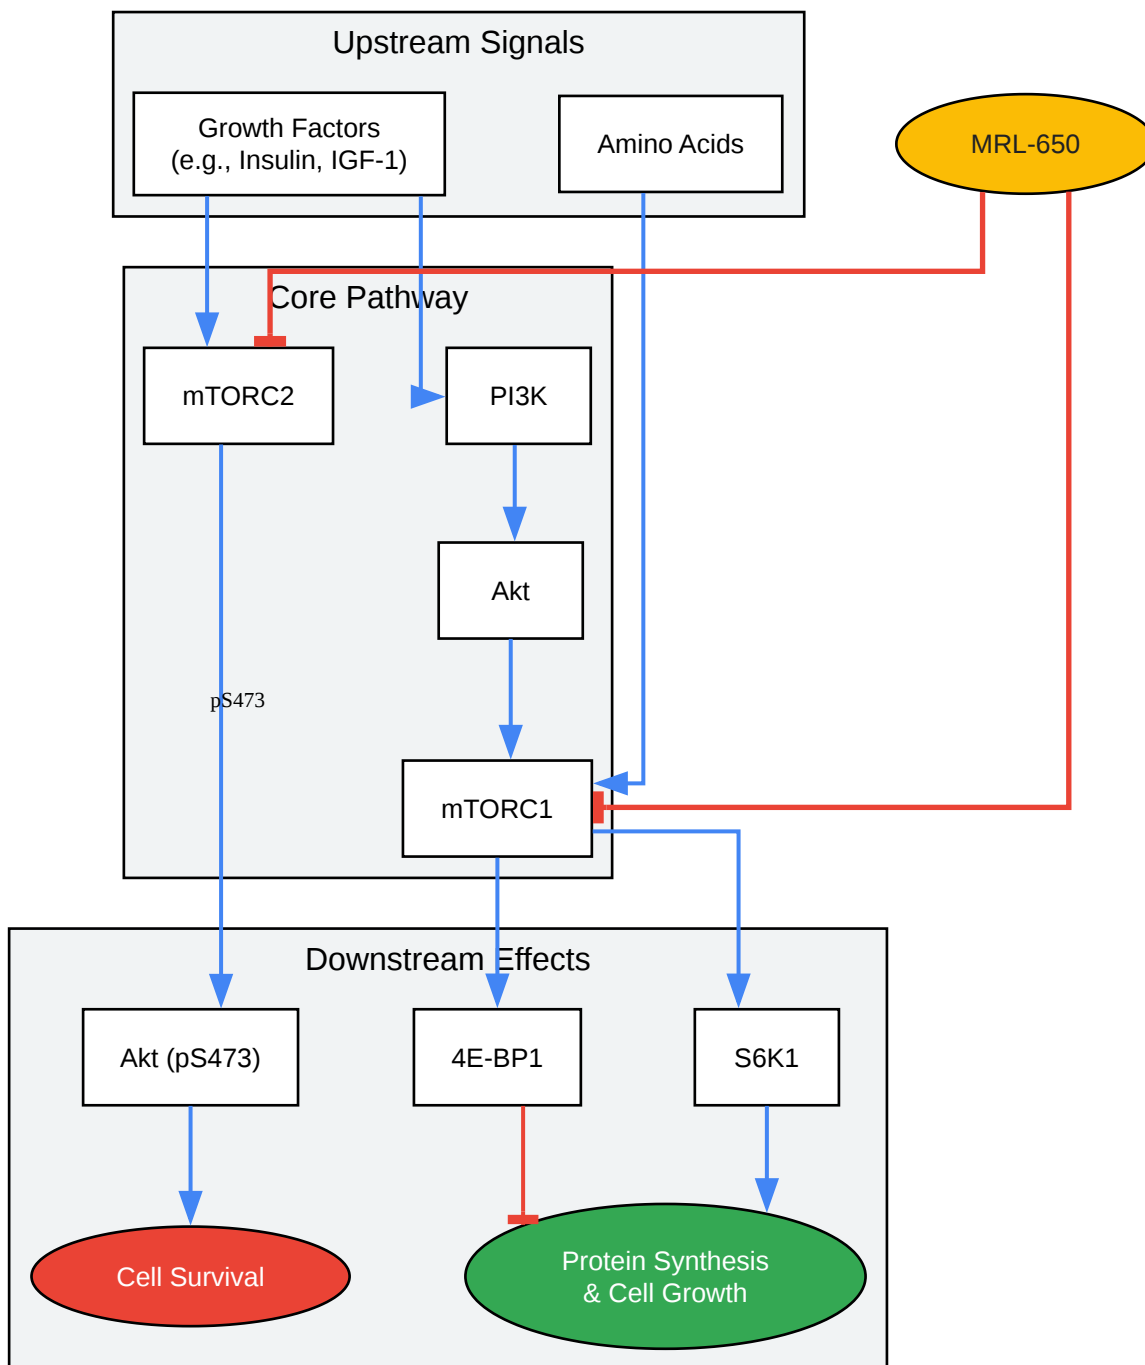 Upstream Signals
Growth Factors
(e.g., Insulin, IGF-1)
Amino Acids
MRL-650
Core Pathway
mTORC2
PI3K
Akt
pS473
mTORC1
Downstream Effects
Akt (pS473)
4E-BP1
S6K1
Cell Survival
Protein Synthesis
& Cell Growth